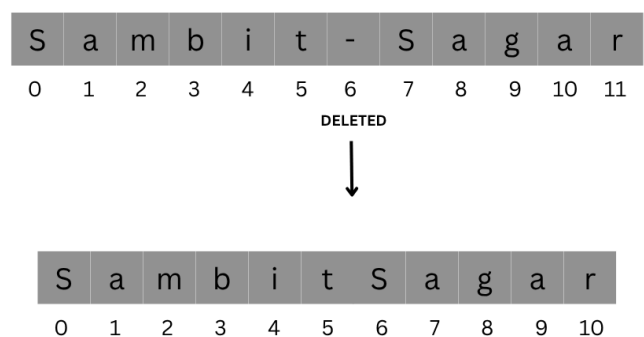 S a m b i t - S a g a r
0 1 2 3 4 5 6 7 8 9 10 11
DELETED
S a m b i t S a g a r
0 1 2 3 4 5 6 7 8 9 10